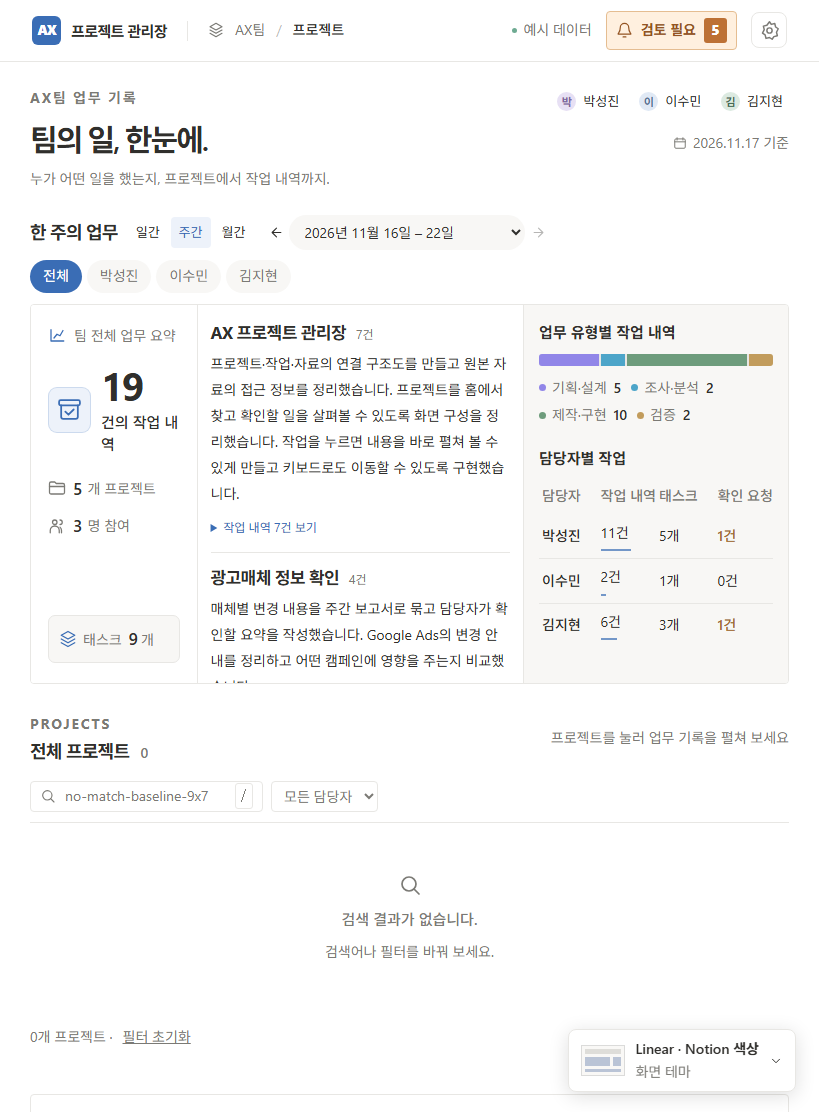 AX 프로젝트 관리장
AX팀 / 프로젝트
예시 데이터
검토 필요 5
AX팀 업무 기록
박 박성진 이 이수민 김 김지현
팀의 일, 한눈에.
2026.11.17 기준
누가 어떤 일을 했는지, 프로젝트에서 작업 내역까지.
한 주의 업무 일간 주간 월간 ← 2026년 11월 16일 – 22일 →
전체 박성진 이수민 김지현
팀 전체 업무 요약
19
건의 작업 내
역
5 개 프로젝트
3 명 참여
태스크 9 개
AX 프로젝트 관리장 7건
프로젝트·작업·자료의 연결 구조도를 만들고 원본 자
료의 접근 정보를 정리했습니다. 프로젝트를 홈에서
찾고 확인할 일을 살펴볼 수 있도록 화면 구성을 정
리했습니다. 작업을 누르면 내용을 바로 펼쳐 볼 수
있게 만들고 키보드로도 이동할 수 있도록 구현했습
니다.
▶ 작업 내역 7건 보기
광고매체 정보 확인 4건
매체별 변경 내용을 주간 보고서로 묶고 담당자가 확
인할 요약을 작성했습니다. Google Ads의 변경 안
내를 정리하고 어떤 캠페인에 영향을 주는지 비교했
업무 유형별 작업 내역
기획·설계 5 조사·분석 2
제작·구현 10 검증 2
담당자별 작업
담당자 작업 내역 태스크 확인 요청
박성진 11건 5개 1건
이수민 2건 1개 0건
김지현 6건 3개 1건
PROJECTS
전체 프로젝트 0
프로젝트를 눌러 업무 기록을 펼쳐 보세요
no-match-baseline-9x7 /
모든 담당자
검색 결과가 없습니다.
검색어나 필터를 바꿔 보세요.
0개 프로젝트 · 필터 초기화
Linear · Notion 색상
화면 테마